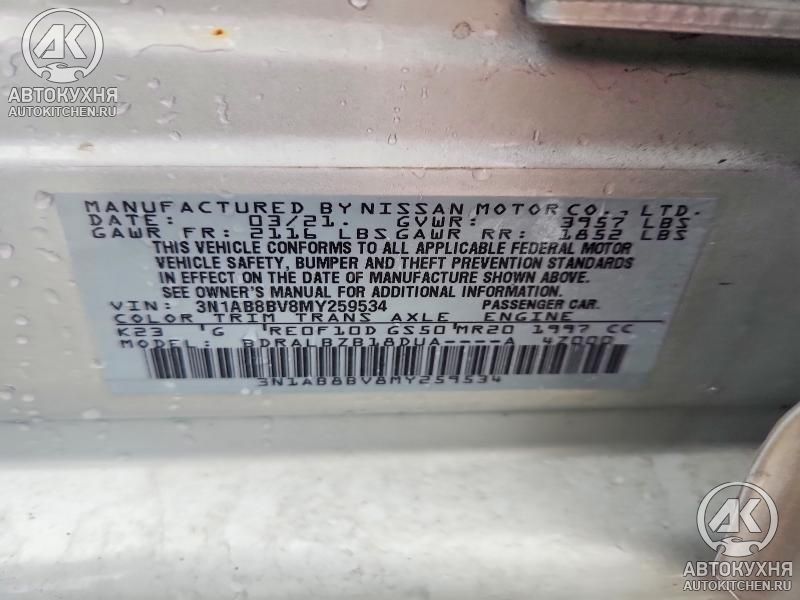 AK
АВТОКУХНЯ
AUTOKITCHEN.RU
MANUFACTURED BY NISSAN MOTOR CO., LTD.
DATE: 03/21. GVWR: 3957 LBS
GAWR FR: 2116 LBS GAWR RR: 1852 LBS
THIS VEHICLE CONFORMS TO ALL APPLICABLE FEDERAL MOTOR
VEHICLE SAFETY, BUMPER AND THEFT PREVENTION STANDARDS
IN EFFECT ON THE DATE OF MANUFACTURE SHOWN ABOVE.
SEE OWNER'S MANUAL FOR ADDITIONAL INFORMATION.
VIN: 3N1AB8BV8MY259534 PASSENGER CAR.
COLOR TRIM TRANS AXLE ENGINE
K23 'G 'RE0F10D GS50'MR20 1997 CC
MODEL: BDRALBZB18DUA----A 4Z000
3N1AB8BV8MY259534
AK
АВТОКУХНЯ
AUTOKITCHEN.RU